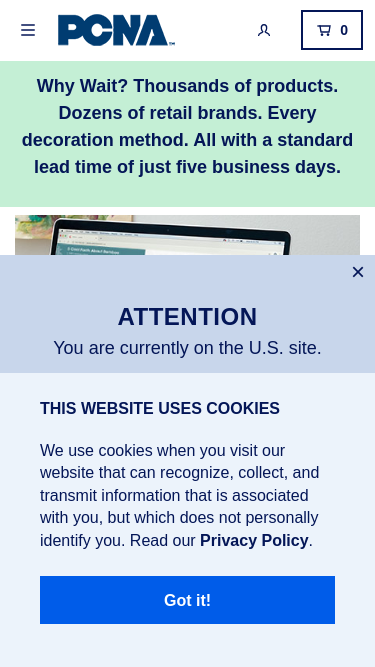 PCNA
0
Why Wait? Thousands of products.
Dozens of retail brands. Every
decoration method. All with a standard
lead time of just five business days.
ATTENTION
You are currently on the U.S. site.
THIS WEBSITE USES COOKIES
We use cookies when you visit our
website that can recognize, collect, and
transmit information that is associated
with you, but which does not personally
identify you. Read our Privacy Policy.
Got it!